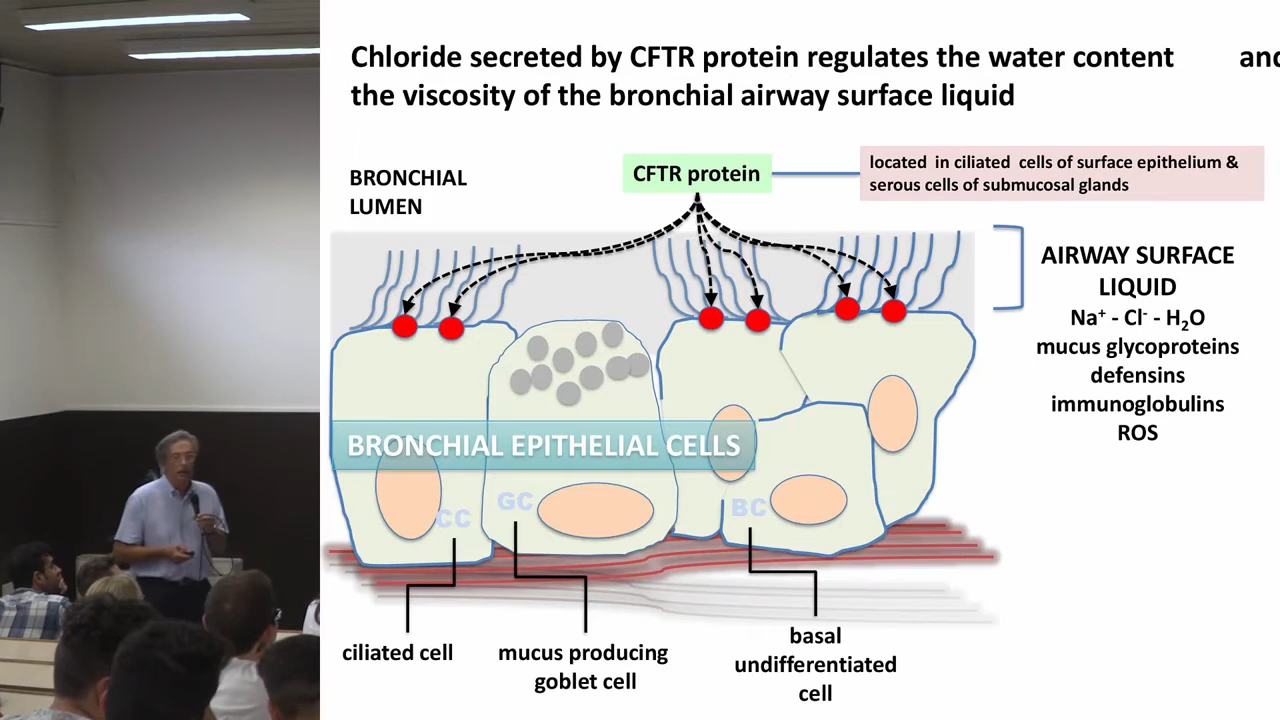 Chloride secreted by CFTR protein regulates the water content and
the viscosity of the bronchial airway surface liquid
BRONCHIAL
LUMEN
CFTR protein
located in ciliated cells of surface epithelium &
serous cells of submucosal glands
AIRWAY SURFACE
LIQUID
Na⁺ - Cl⁻ - H₂O
mucus glycoproteins
defensins
immunoglobulins
ROS
BRONCHIAL EPITHELIAL CELLS
CC
GC
BC
ciliated cell
mucus producing
goblet cell
basal
undifferentiated
cell